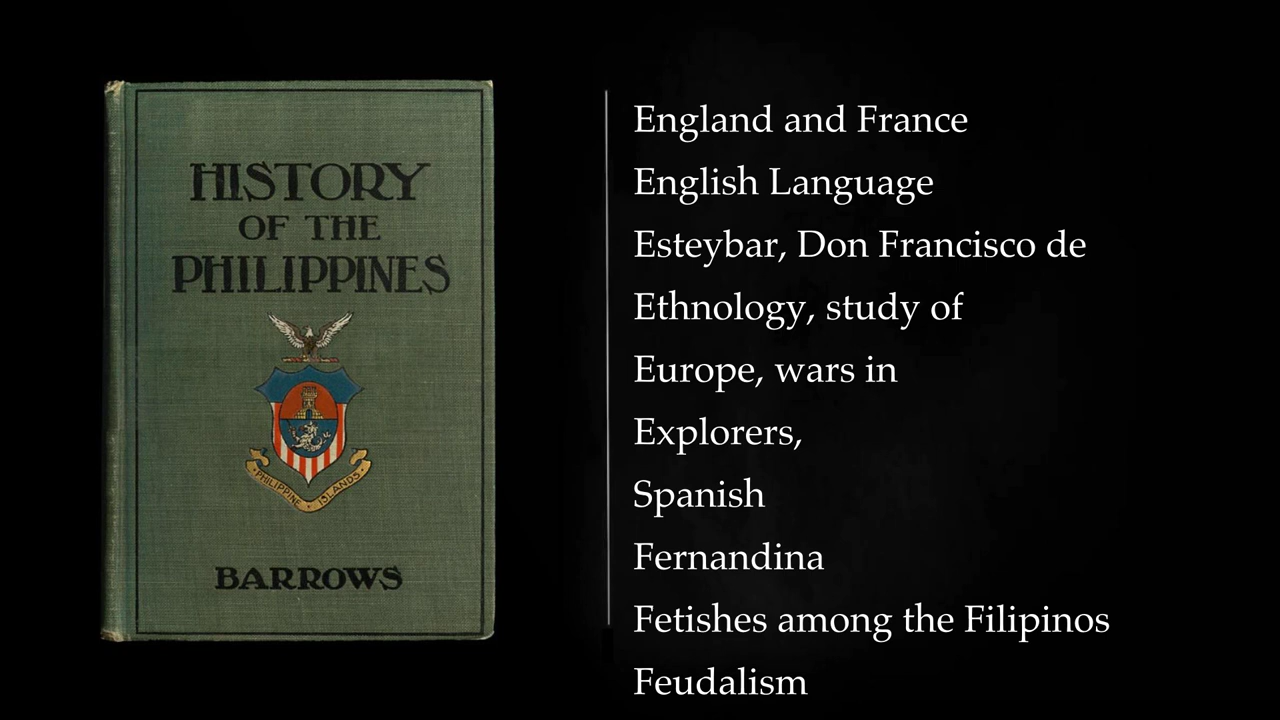 HISTORY
OF THE
PHILIPPINES
PHILIPPINE ISLANDS
BARROWS
England and France
English Language
Esteybar, Don Francisco de
Ethnology, study of
Europe, wars in
Explorers,
Spanish
Fernandina
Fetishes among the Filipinos
Feudalism